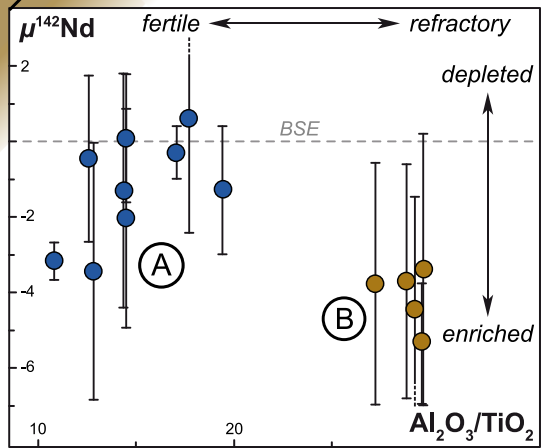 μ¹⁴²Nd
fertile
refractory
depleted
2
BSE
-2
A
-4
B
enriched
-6
Al₂O₃/TiO₂
10
20